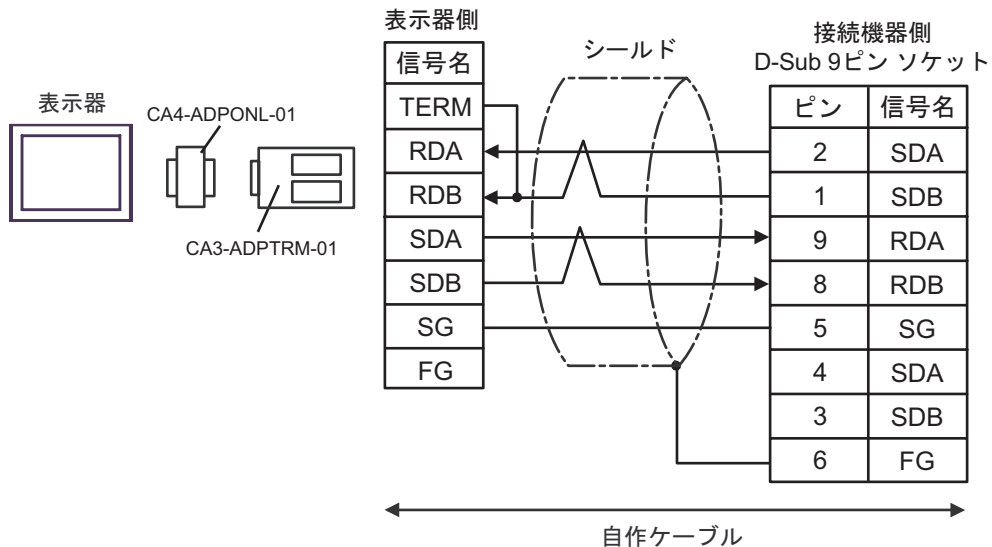 表示器
CA4-ADPONL-01
CA3-ADPTRM-01
表示器側
信号名
TERM
RDA
RDB
SDA
SDB
SG
FG
シールド
接続機器側
D-Sub 9ピン ソケット
ピン 信号名
2 SDA
1 SDB
9 RDA
8 RDB
5 SG
4 SDA
3 SDB
6 FG
自作ケーブル